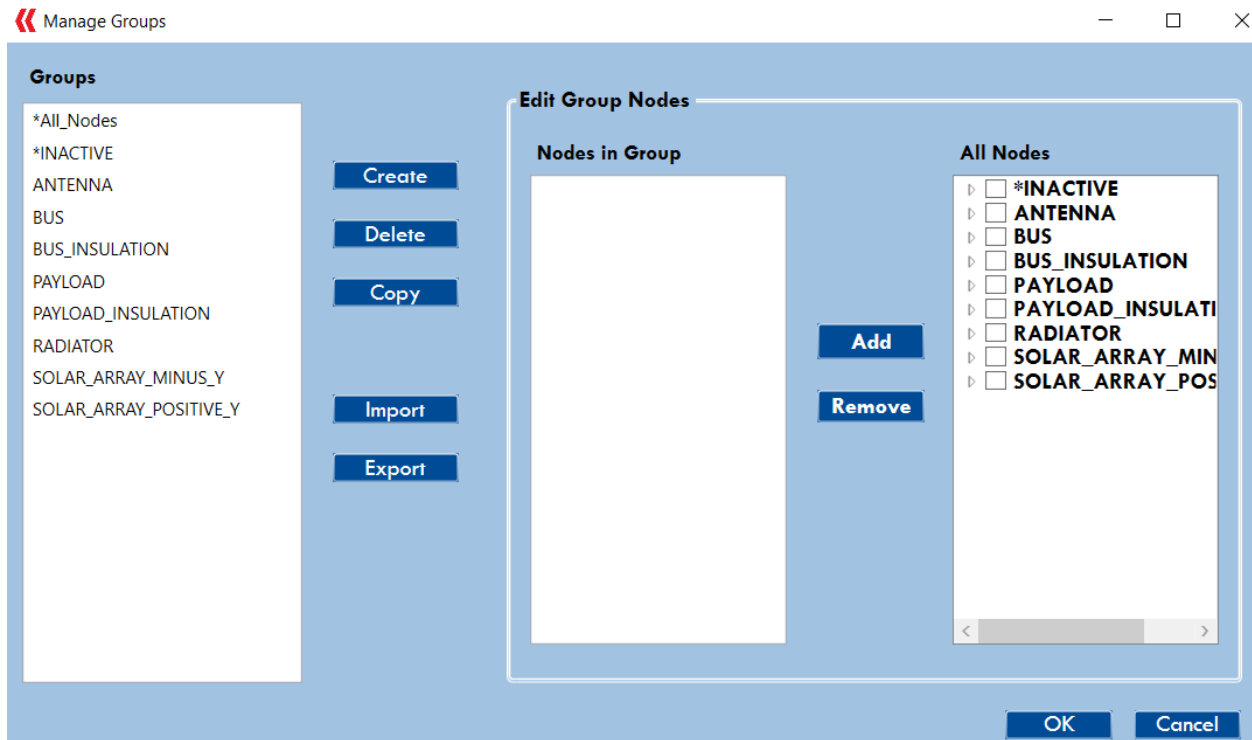 Manage Groups
Groups
*All_Nodes
*INACTIVE
ANTENNA
BUS
BUS_INSULATION
PAYLOAD
PAYLOAD_INSULATION
RADIATOR
SOLAR_ARRAY_MINUS_Y
SOLAR_ARRAY_POSITIVE_Y
Create
Delete
Copy
Import
Export
Edit Group Nodes
Nodes in Group
Add
Remove
All Nodes
*INACTIVE
ANTENNA
BUS
BUS_INSULATION
PAYLOAD
PAYLOAD_INSULATI
RADIATOR
SOLAR_ARRAY_MIN
SOLAR_ARRAY_POS
OK
Cancel